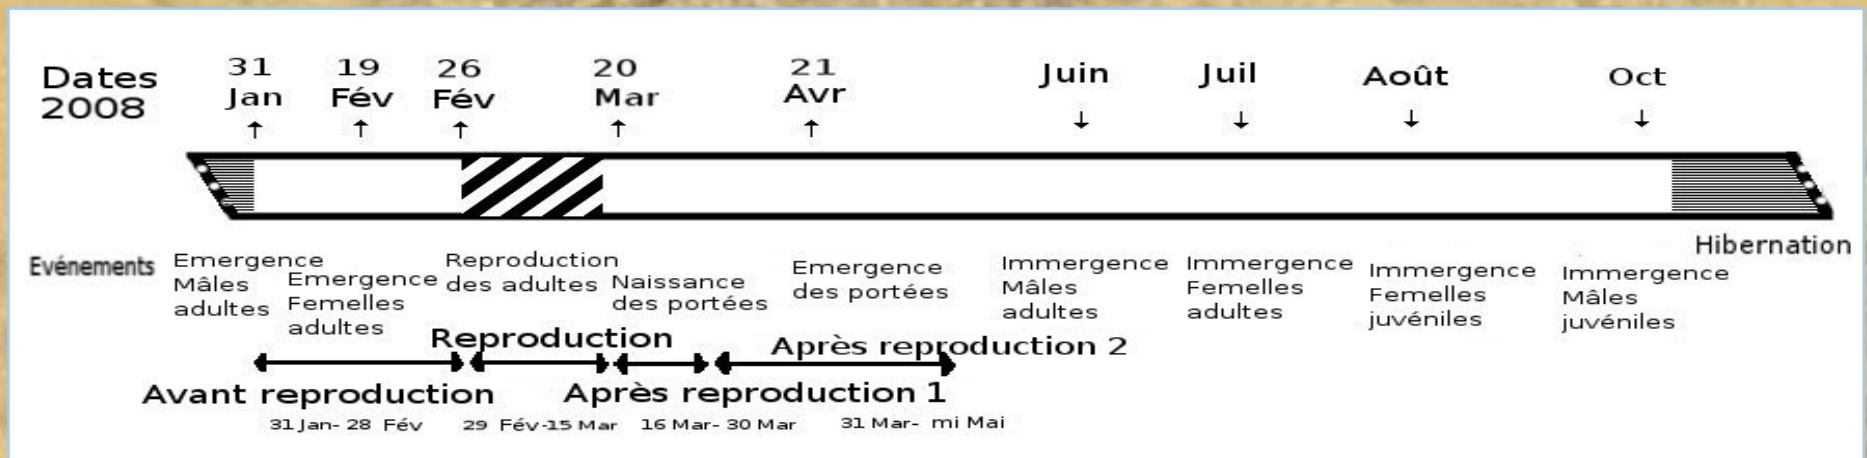 Dates
2008
31
Jan
19
Fév
26
Fév
20
Mar
21
Avr
Juin
Juil
Août
Oct
Hibernation
Evénements
Emergence
Mâles
adultes
Emergence
Femelles
adultes
Reproduction
des adultes
Naissance
des portées
Emergence
des portées
Immergence
Mâles
adultes
Immergence
Femelles
adultes
Immergence
Femelles
juvéniles
Immergence
Mâles
juvéniles
Reproduction
Après reproduction 2
Avant reproduction
Après reproduction 1
31 Jan- 28 Fév
29 Fév-15 Mar
16 Mar- 30 Mar
31 Mar- mi Mai